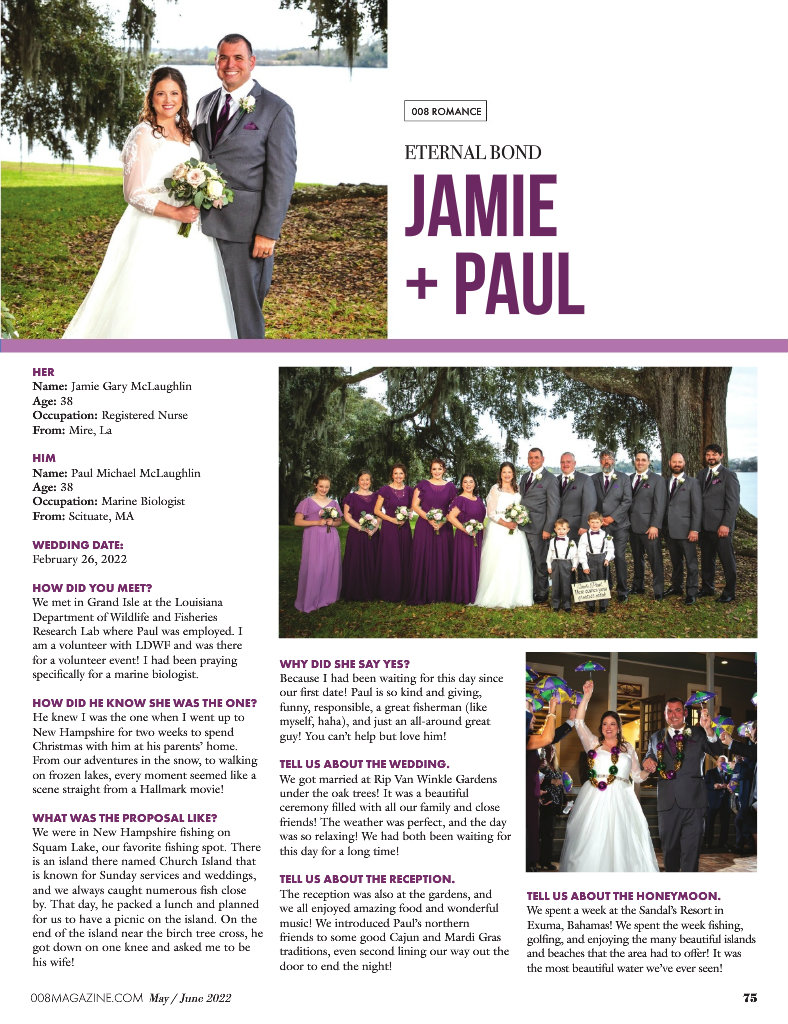 008 ROMANCE
ETERNAL BOND
JAMIE
+ PAUL
HER
Name: Jamie Gary McLaughlin
Age: 38
Occupation: Registered Nurse
From: Mire, La
HIM
Name: Paul Michael McLaughlin
Age: 38
Occupation: Marine Biologist
From: Scituate, MA
WEDDING DATE:
February 26, 2022
HOW DID YOU MEET?
We met in Grand Isle at the Louisiana
Department of Wildlife and Fisheries
Research Lab where Paul was employed. I
am a volunteer with LDWF and was there
for a volunteer event! I had been praying
specifically for a marine biologist.
HOW DID HE KNOW SHE WAS THE ONE?
He knew I was the one when I went up to
New Hampshire for two weeks to spend
Christmas with him at his parents’ home.
From our adventures in the snow, to walking
on frozen lakes, every moment seemed like a
scene straight from a Hallmark movie!
WHAT WAS THE PROPOSAL LIKE?
We were in New Hampshire fishing on
Squam Lake, our favorite fishing spot. There
is an island there named Church Island that
is known for Sunday services and weddings,
and we always caught numerous fish close
by. That day, he packed a lunch and planned
for us to have a picnic on the island. On the
end of the island near the birch tree cross, he
got down on one knee and asked me to be
his wife!
WHY DID SHE SAY YES?
Because I had been waiting for this day since
our first date! Paul is so kind and giving,
funny, responsible, a great fisherman (like
myself, haha), and just an all-around great
guy! You can’t help but love him!
TELL US ABOUT THE WEDDING.
We got married at Rip Van Winkle Gardens
under the oak trees! It was a beautiful
ceremony filled with all our family and close
friends! The weather was perfect, and the day
was so relaxing! We had both been waiting for
this day for a long time!
TELL US ABOUT THE RECEPTION.
The reception was also at the gardens, and
we all enjoyed amazing food and wonderful
music! We introduced Paul’s northern
friends to some good Cajun and Mardi Gras
traditions, even second lining our way out the
door to end the night!
TELL US ABOUT THE HONEYMOON.
We spent a week at the Sandal’s Resort in
Exuma, Bahamas! We spent the week fishing,
golfing, and enjoying the many beautiful islands
and beaches that the area had to offer! It was
the most beautiful water we’ve ever seen!
008MAGAZINE.COM May / June 2022
75